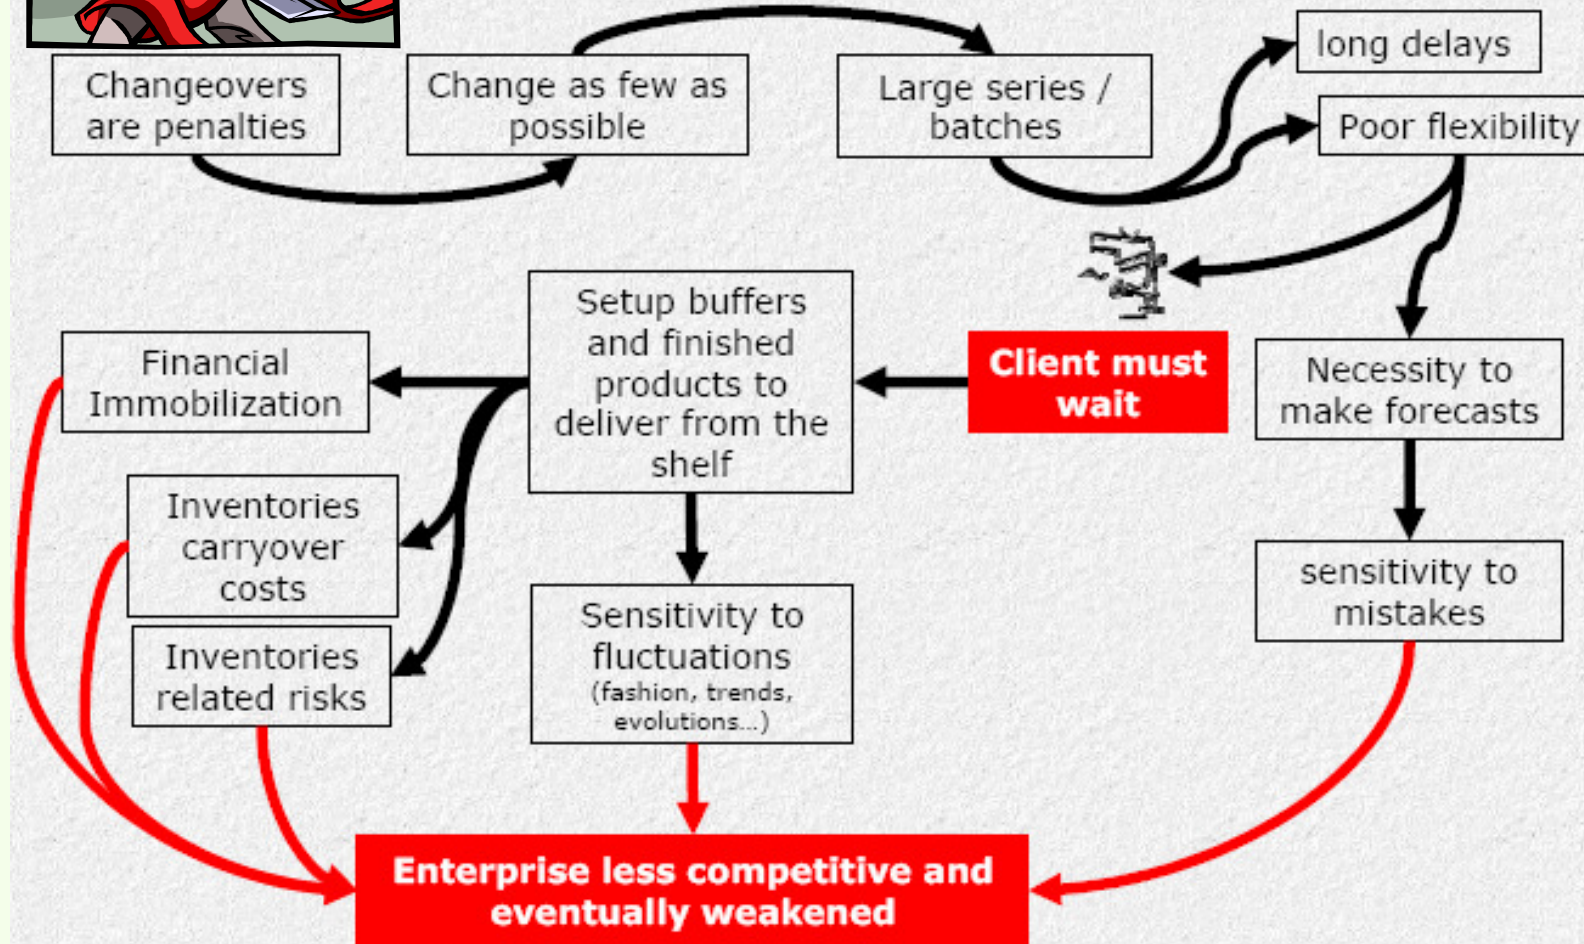 Changeovers
are penalties
Change as few as
possible
Large series /
batches
long delays
Poor flexibility
Setup buffers
and finished
products to
deliver from the
shelf
Client must
wait
Necessity to
make forecasts
Financial
Immobilization
Inventories
carryover
costs
Inventories
related risks
Sensitivity to
fluctuations
(fashion, trends,
evolutions...)
sensitivity to
mistakes
Enterprise less competitive and
eventually weakened